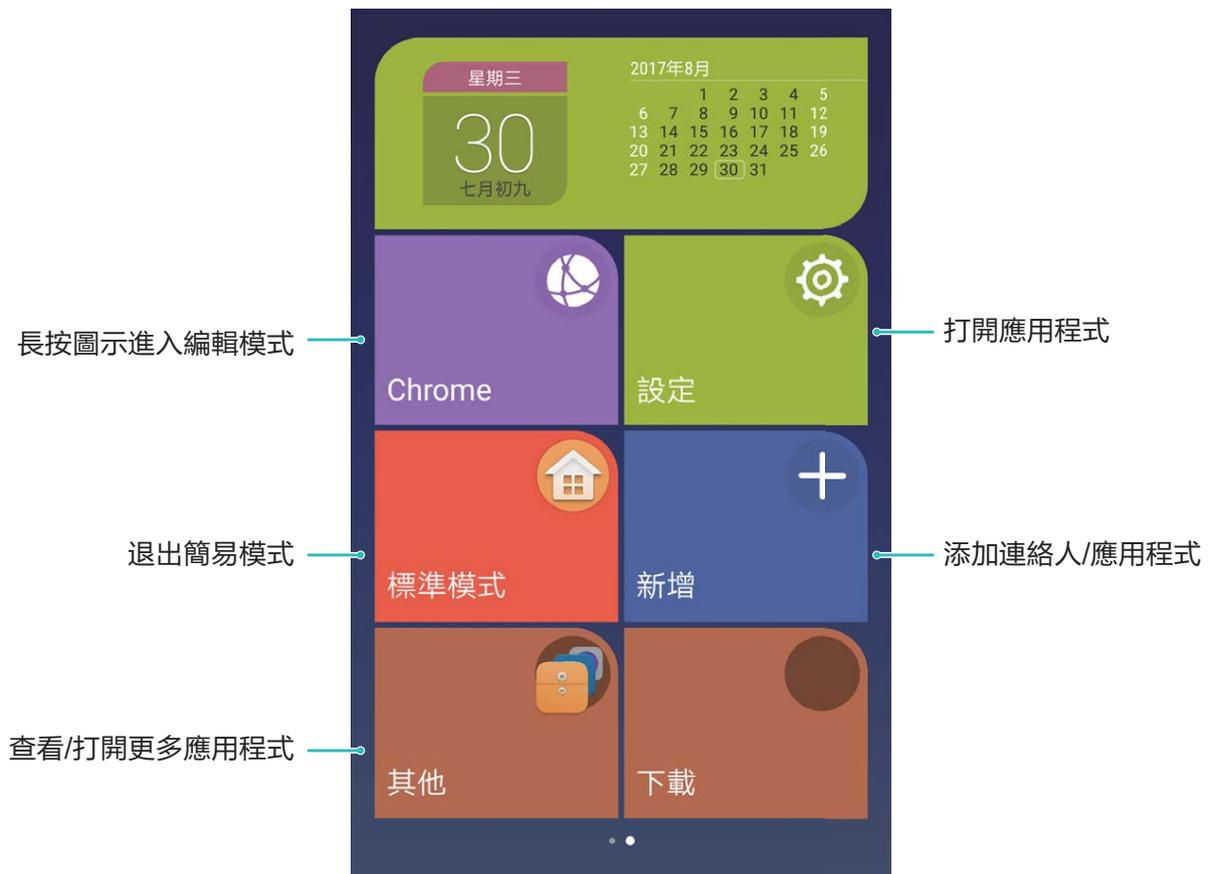 星期三
30
七月初九
2017年8月
1 2 3 4 5
6 7 8 9 10 11 12
13 14 15 16 17 18 19
20 21 22 23 24 25 26
27 28 29 30 31
長按圖示進入編輯模式
Chrome
設定
打開應用程式
退出簡易模式
標準模式
新增
添加連絡人/應用程式
查看/打開更多應用程式
其他
下載